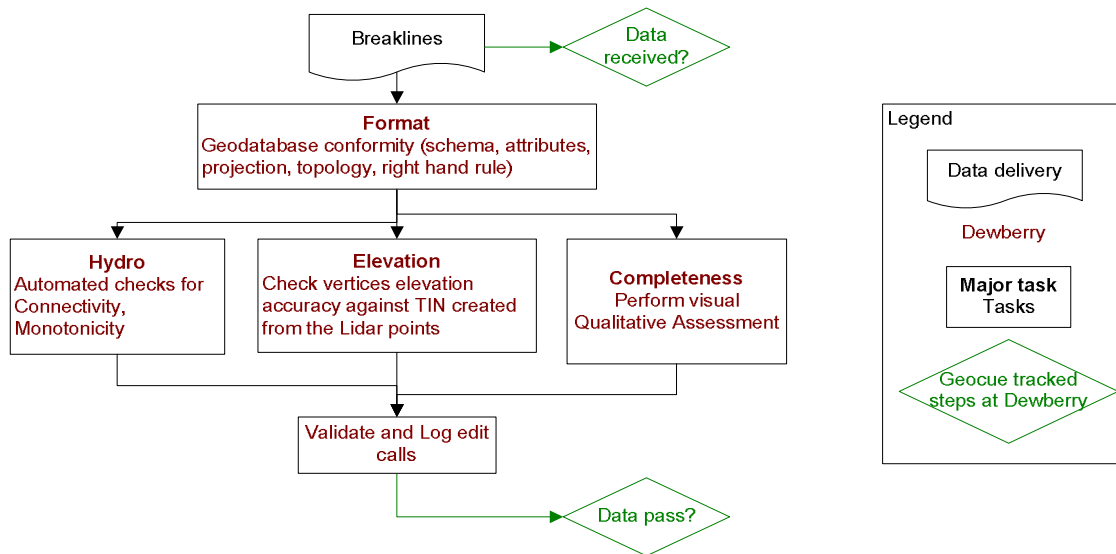 Breaklines
Data
received?
Format
Geodatabase conformity (schema, attributes,
projection, topology, right hand rule)
Hydro
Automated checks for
Connectivity,
Monotonicity
Elevation
Check vertices elevation
accuracy against TIN created
from the Lidar points
Completeness
Perform visual
Qualitative Assessment
Validate and Log edit
calls
Data pass?
Legend
Data delivery
Dewberry
Major task
Tasks
Geocue tracked
steps at Dewberry